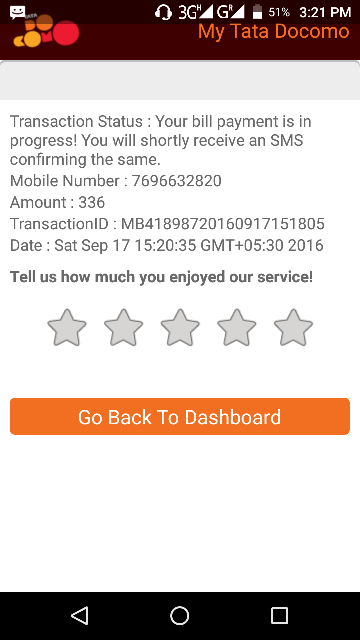 3G H G R 51% 3:21 PM
TATA
My Tata Docomo
Transaction Status : Your bill payment is in
progress! You will shortly receive an SMS
confirming the same.
Mobile Number : 7696632820
Amount : 336
TransactionID : MB41898720160917151805
Date : Sat Sep 17 15:20:35 GMT+05:30 2016
Tell us how much you enjoyed our service!
Go Back To Dashboard